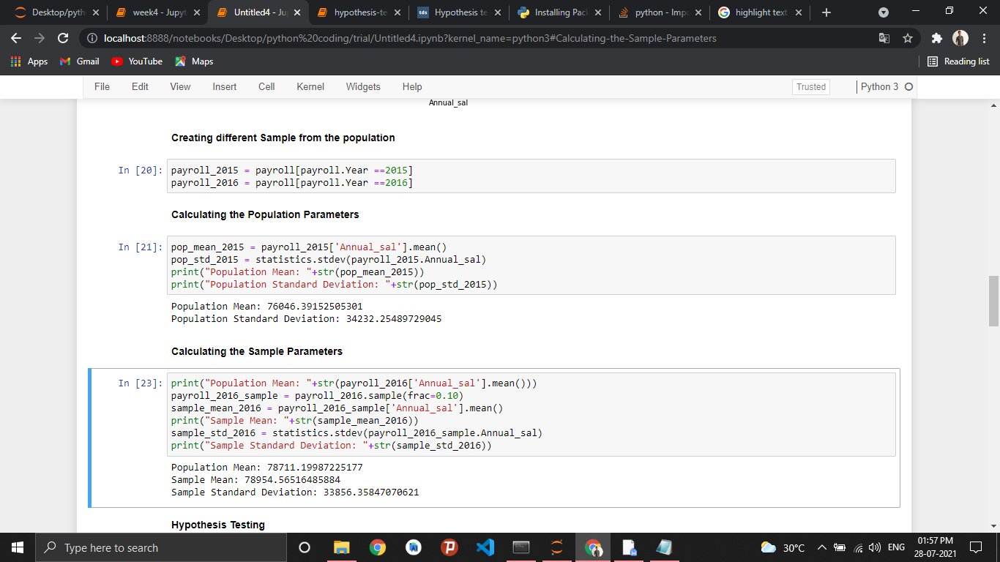 Desktop/pyth
week4 - Jupyt
Untitled4 - Ju
hypothesis-te
tds
Hypothesis te
Installing Pac
python - Imp
highlight text
localhost:8888/notebooks/Desktop/python%20coding/trial/Untitled4.ipynb?kernel_name=python3#Calculating-the-Sample-Parameters
Apps
Gmail
YouTube
Maps
Reading list
File
Edit
View
Insert
Cell
Kernel
Widgets
Help
Trusted
Python 3
Annual_sal
Creating different Sample from the population
In [20]:
payroll_2015 = payroll[payroll.Year ==2015]
payroll_2016 = payroll[payroll.Year ==2016]
Calculating the Population Parameters
In [21]:
pop_mean_2015 = payroll_2015['Annual_sal'].mean()
pop_std_2015 = statistics.stdev(payroll_2015.Annual_sal)
print("Population Mean: "+str(pop_mean_2015))
print("Population Standard Deviation: "+str(pop_std_2015))
Population Mean: 76046.39152505301
Population Standard Deviation: 34232.25489729045
Calculating the Sample Parameters
In [23]:
print("Population Mean: "+str(payroll_2016['Annual_sal'].mean()))
payroll_2016_sample = payroll_2016.sample(frac=0.10)
sample_mean_2016 = payroll_2016_sample['Annual_sal'].mean()
print("Sample Mean: "+str(sample_mean_2016))
sample_std_2016 = statistics.stdev(payroll_2016_sample.Annual_sal)
print("Sample Standard Deviation: "+str(sample_std_2016))
Population Mean: 78711.19987225177
Sample Mean: 78954.56516485884
Sample Standard Deviation: 33856.35847070621
Hypothesis Testing
Type here to search
30°C
ENG
01:57 PM
28-07-2021